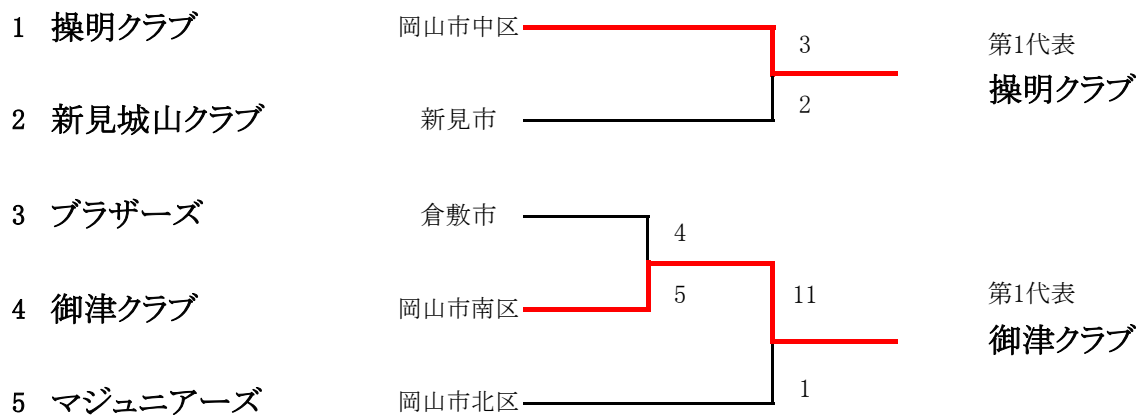 1 操明クラブ 岡山市中区 3 第1代表
操明クラブ
2 新見城山クラブ 新見市 2
3 ブラザーズ 倉敷市 4
4 御津クラブ 岡山市南区 5 11 第1代表
御津クラブ
5 マジュニアーズ 岡山市北区 1